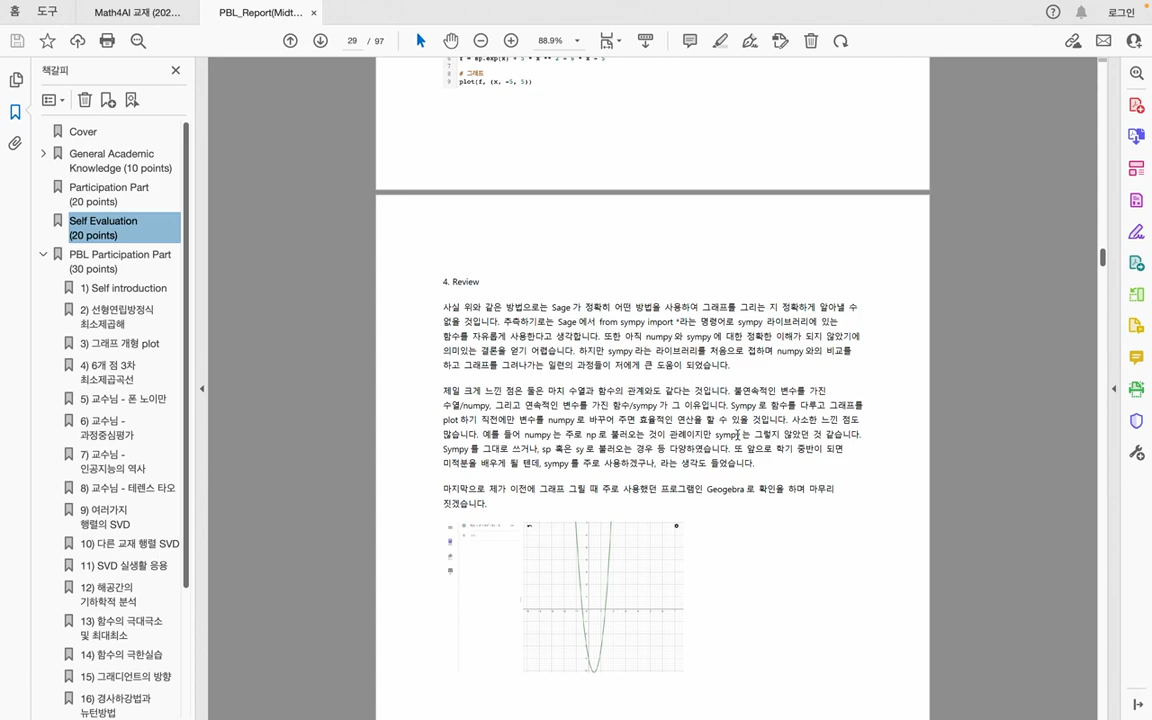 홈
도구
Math4AI 교재 (202...
PBL_Report(Midt...
로그인
29 / 97
88.9%
책갈피
Cover
General Academic
Knowledge (10 points)
Participation Part
(20 points)
Self Evaluation
(20 points)
PBL Participation Part
(30 points)
1) Self introduction
2) 선형연립방정식
최소제곱해
3) 그래프 개형 plot
4) 6개 점 3차
최소제곱곡선
5) 교수님 - 폰 노이만
6) 교수님 -
과정중심평가
7) 교수님 -
인공지능의 역사
8) 교수님 - 테렌스 타오
9) 여러가지
행렬의 SVD
10) 다른 교재 행렬 SVD
11) SVD 실생활 응용
12) 해공간의
기하학적 분석
13) 함수의 극대극소
및 최대최소
14) 함수의 극한실습
15) 그래디언트의 방향
16) 경사하강법과
뉴턴방법
# 그래프
plot(f, (x, -5, 5))
4. Review
사실 위와 같은 방법으로는 Sage 가 정확히 어떤 방법을 사용하여 그래프를 그리는 지 정확하게 알아낼 수
없을 것입니다. 추측하기로는 Sage 에서 from sympy import *라는 명령어로 sympy 라이브러리에 있는
함수를 자유롭게 사용한다고 생각합니다. 또한 아직 numpy 와 sympy 에 대한 정확한 이해가 되지 않았기에
의미있는 결론을 얻기 어렵습니다. 하지만 sympy 라는 라이브러리를 처음으로 접하며 numpy 와의 비교를
하고 그래프를 그려나가는 일련의 과정들이 저에게 큰 도움이 되었습니다.
제일 크게 느낀 점은 둘은 마치 수열과 함수의 관계와도 같다는 것입니다. 불연속적인 변수를 가진
수열/numpy, 그리고 연속적인 변수를 가진 함수/sympy 가 그 이유입니다. Sympy 로 함수를 다루고 그래프를
plot 하기 직전에만 변수를 numpy 로 바꾸어 주면 효율적인 연산을 할 수 있을 것입니다. 사소한 느낀 점도
많습니다. 예를 들어 numpy 는 주로 np 로 불러오는 것이 관례이지만 sympy 는 그렇지 않았던 것 같습니다.
Sympy 를 그대로 쓰거나, sp 혹은 sy 로 불러오는 경우 등 다양하였습니다. 또 앞으로 학기 중반이 되면
미적분을 배우게 될 텐데, sympy 를 주로 사용하겠구나, 라는 생각도 들었습니다.
마지막으로 제가 이전에 그래프 그릴 때 주로 사용했던 프로그램인 Geogebra 로 확인을 하며 마무리
짓겠습니다.